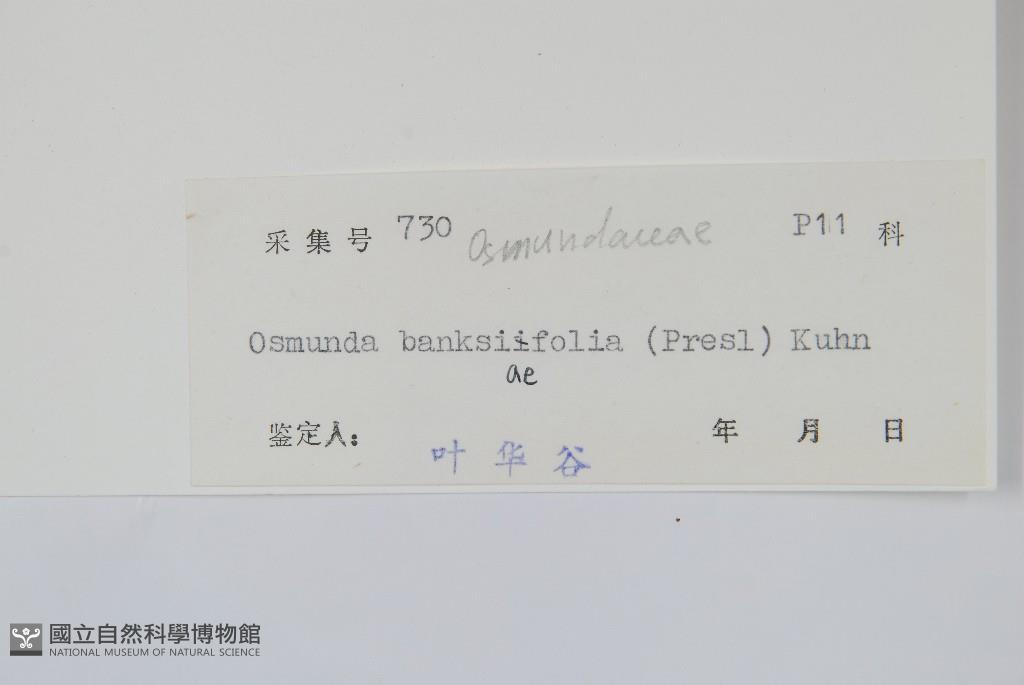 采集号 730 Osmundaceae P11 科
Osmunda banksiifolia (Presl) Kuhn
ae
鉴定人: 叶华谷 年 月 日
國立自然科學博物館
NATIONAL MUSEUM OF NATURAL SCIENCE